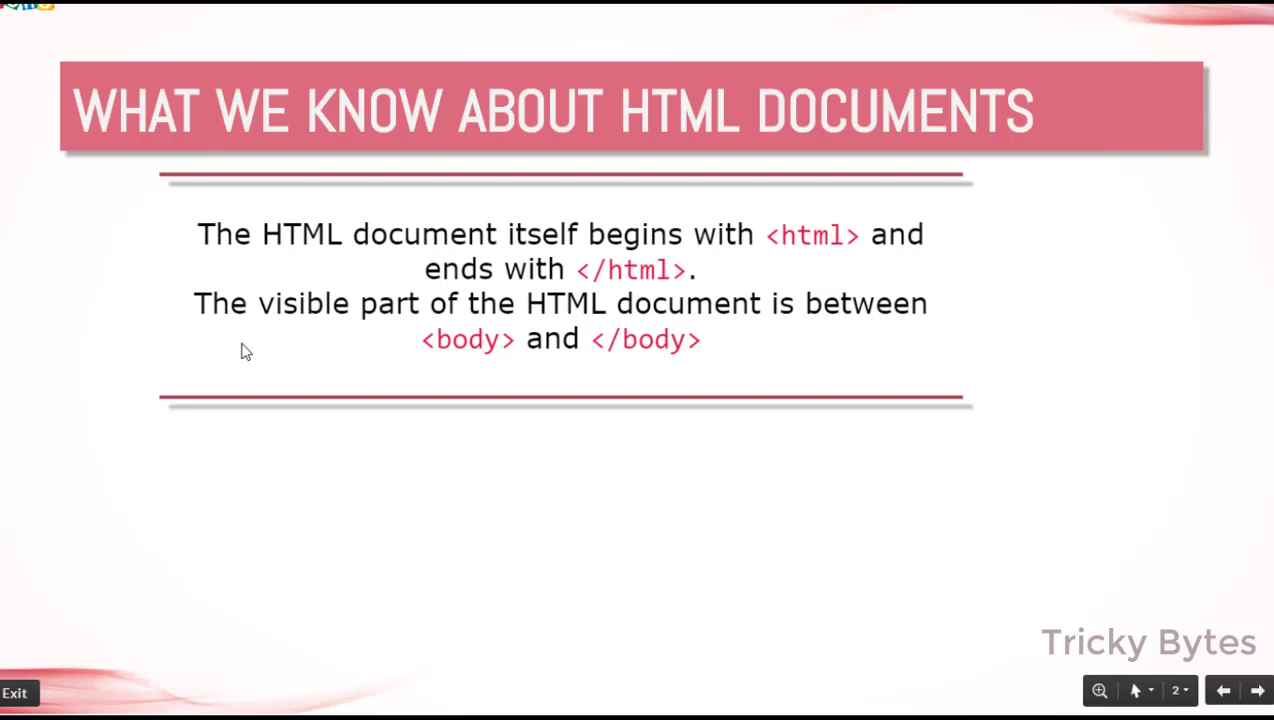 WHAT WE KNOW ABOUT HTML DOCUMENTS
The HTML document itself begins with <html> and
ends with </html>.
The visible part of the HTML document is between
<body> and </body>
Tricky Bytes
Exit
2